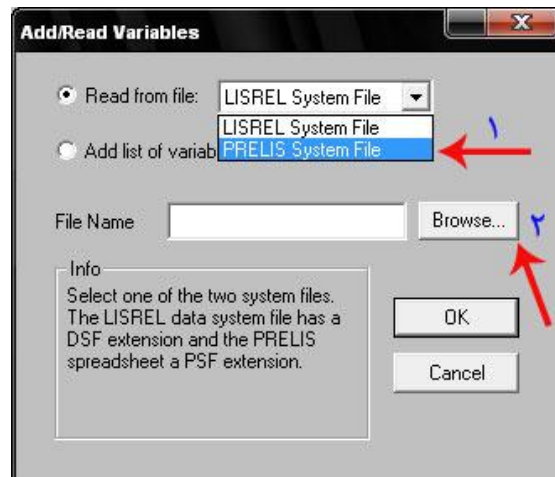 Add/Read Variables
Read from file: LISREL System File
LISREL System File
Add list of variab PRELIS System File
۱
File Name Browse... ۲
Info
Select one of the two system files.
The LISREL data system file has a
DSF extension and the PRELIS
spreadsheet a PSF extension.
OK
Cancel